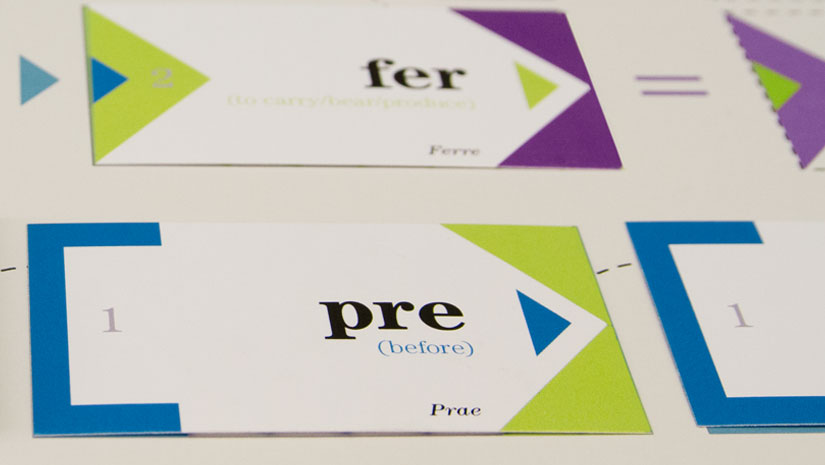 2
fer
(to carry/bear/produce)
Ferre
=
1
pre
(before)
Prae
1